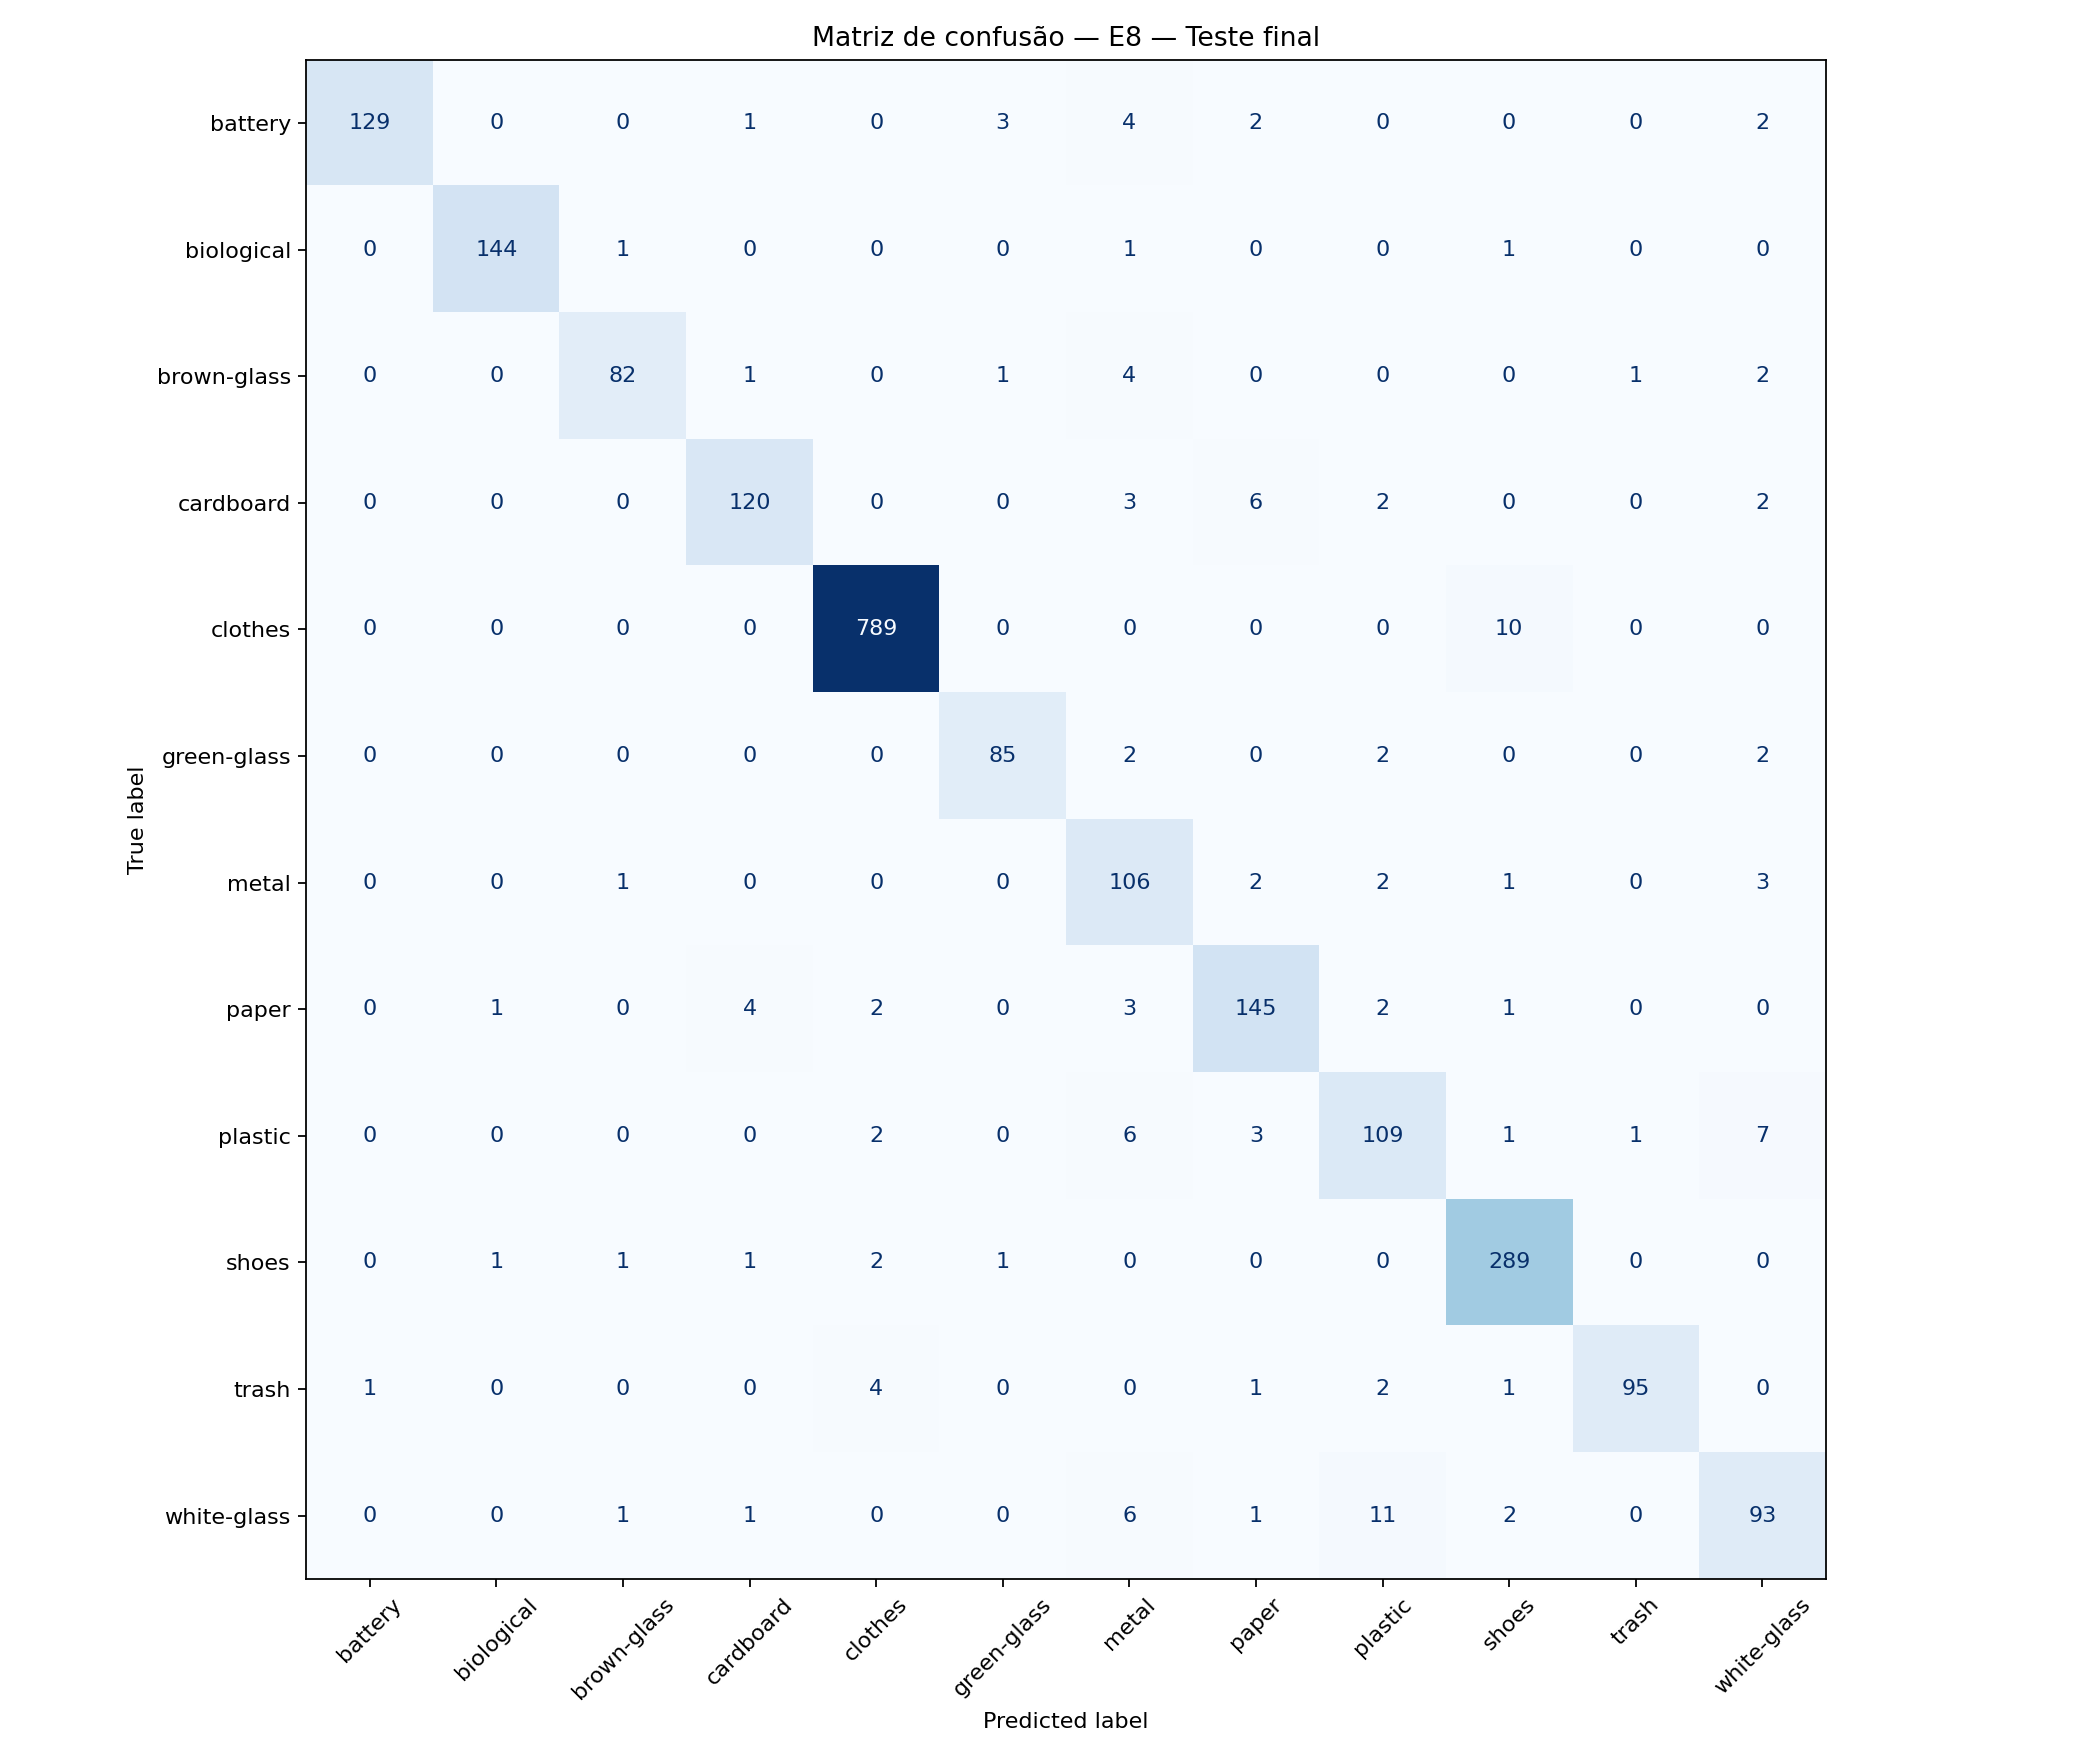 Matriz de confusão — E8 — Teste final
battery 129 0 0 1 0 3 4 2 0 0 0 2
biological 0 144 1 0 0 0 1 0 0 1 0 0
brown-glass 0 0 82 1 0 1 4 0 0 0 1 2
cardboard 0 0 0 120 0 0 3 6 2 0 0 2
clothes 0 0 0 0 789 0 0 0 0 10 0 0
green-glass 0 0 0 0 0 85 2 0 2 0 0 2
metal 0 0 1 0 0 0 106 2 2 1 0 3
paper 0 1 0 4 2 0 3 145 2 1 0 0
plastic 0 0 0 0 2 0 6 3 109 1 1 7
shoes 0 1 1 1 2 1 0 0 0 289 0 0
trash 1 0 0 0 4 0 0 1 2 1 95 0
white-glass 0 0 1 1 0 0 6 1 11 2 0 93
True label
battery biological brown-glass cardboard clothes green-glass metal paper plastic shoes trash white-glass
Predicted label